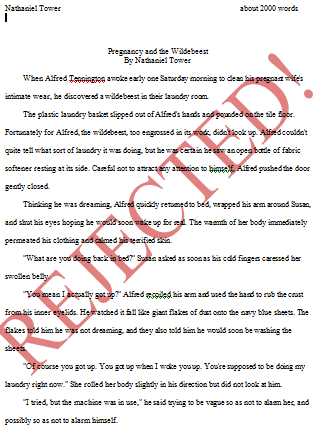 Nathaniel Tower about 2000 words
Pregnancy and the Wildebeest
By Nathaniel Tower
When Alfred Tennington awoke early one Saturday morning to clean his pregnant wife's
intimate wear, he discovered a wildebeest in their laundry room.
The plastic laundry basket slipped out of Alfred's hands and pounded on the tile floor.
Fortunately for Alfred, the wildebeest, too engrossed in its work, didn't look up. Alfred couldn't
quite tell what sort of laundry it was doing, but he was certain he saw an open bottle of fabric
softener resting at its side. Careful not to attract any attention to himself, Alfred pushed the door
gently closed.
Thinking he was dreaming, Alfred quickly returned to bed, wrapped his arm around Susan,
and shut his eyes hoping he would soon wake up for real. The warmth of her body immediately
permeated his clothing and calmed his terrified skin.
"What are you doing back in bed?" Susan asked as soon as his cold fingers caressed her
swollen belly.
"You mean I actually got up?" Alfred recoiled his arm and used the hand to rub the crust
from his inner eyelids. He watched it fall like giant flakes of dust onto the navy blue sheets. The
flakes told him he was not dreaming, and they also told him he would soon be washing the
sheets.
"Of course you got up. You got up when I woke you up. You're supposed to be doing my
laundry right now." She rolled her body slightly in his direction but did not look at him.
"I tried, but the machine was in use," he said trying to be vague so as not to alarm her, and
possibly so as not to alarm himself.
REJECTED!